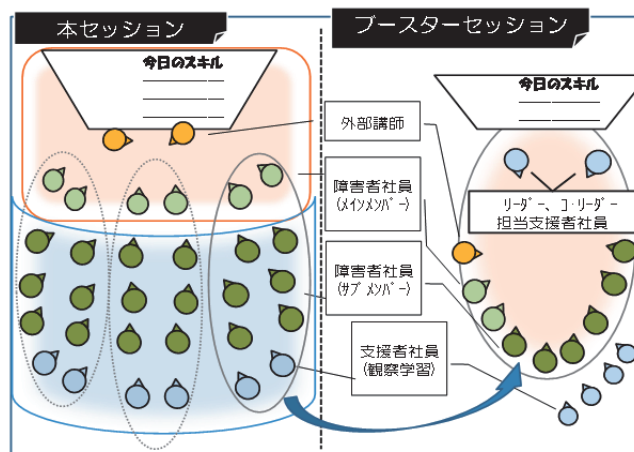 本セッション
今日のスキル
ブースターセッション
今日のスキル
外部講師
障害者社員
(ﾒｲﾝﾒﾝﾊﾞｰ)
障害者社員
(ｻﾌﾞﾒﾝﾊﾞｰ)
支援者社員
(観察学習)
ﾘｰﾀﾞｰ、ｺ･ﾘｰﾀﾞｰ
担当支援者社員